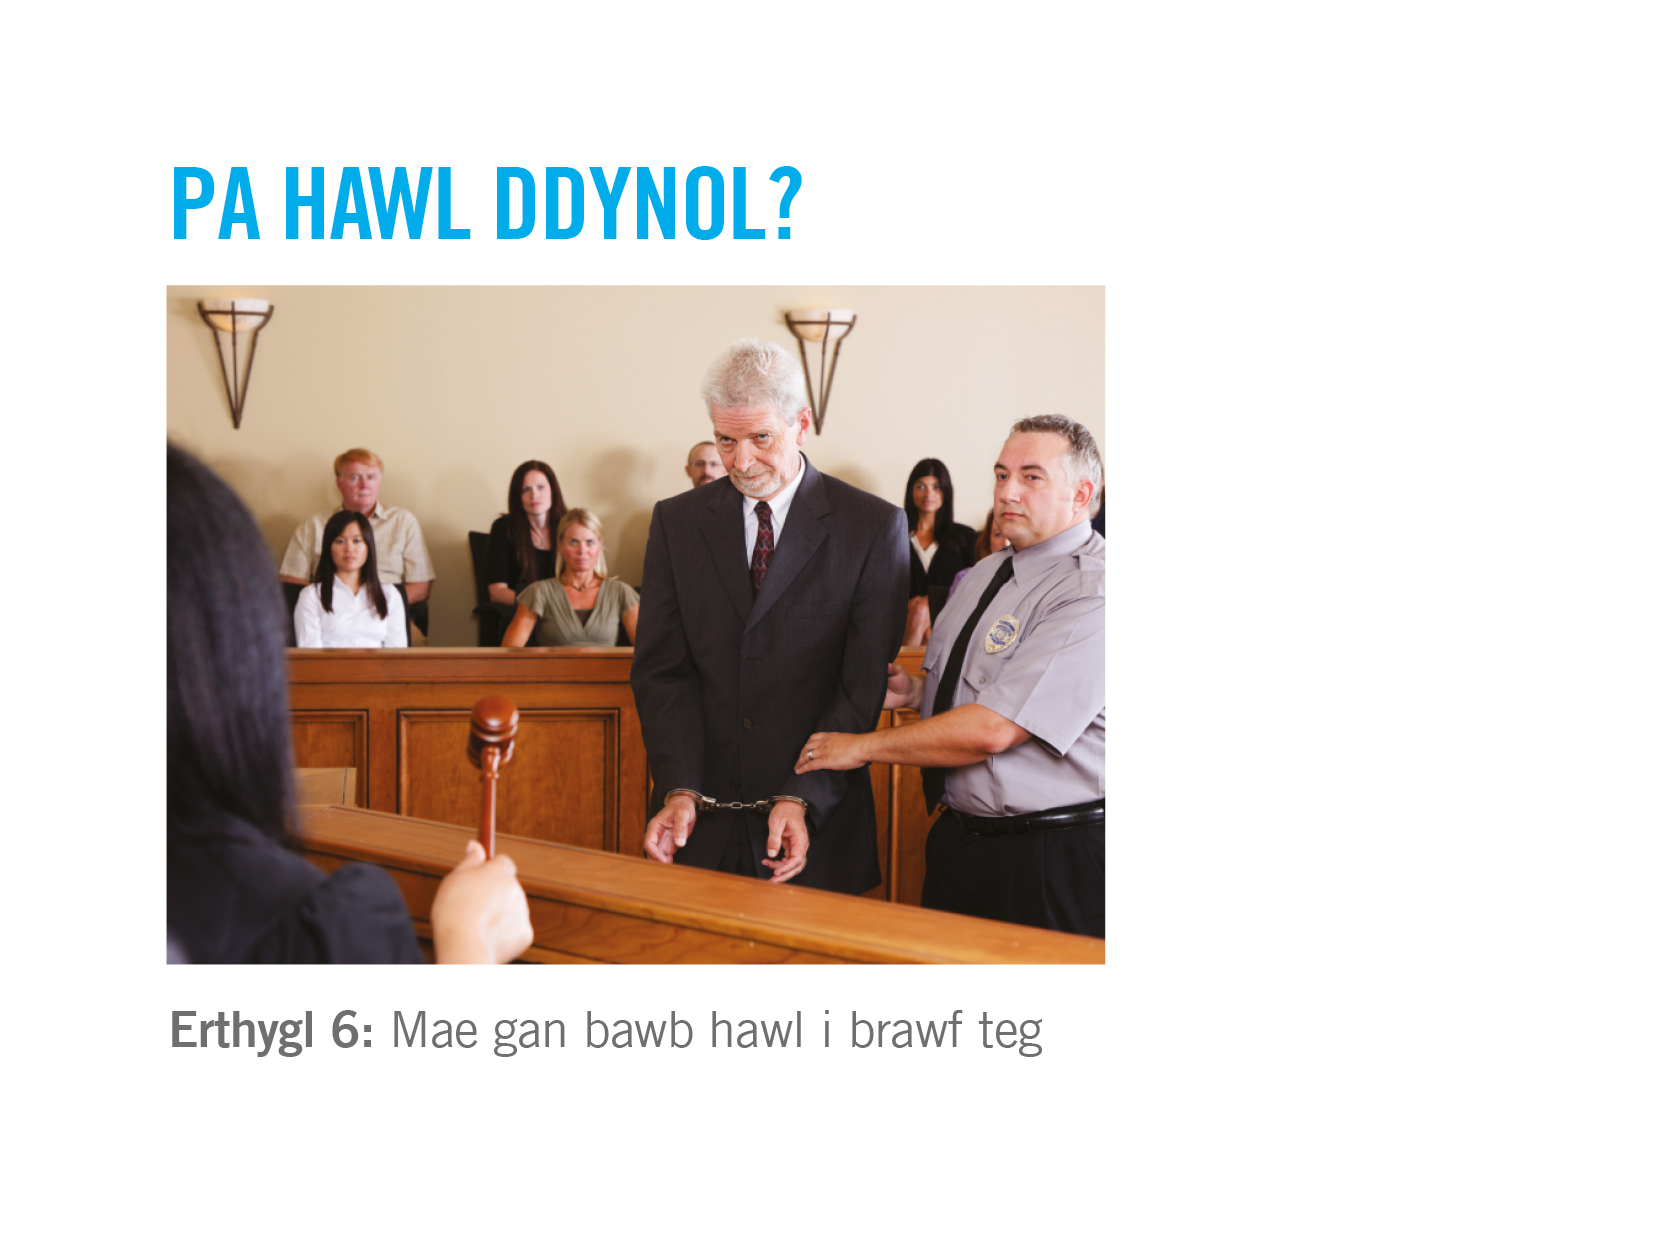 PA HAWL DDYNOL?
Erthygl 6: Mae gan bawb hawl i brawf teg